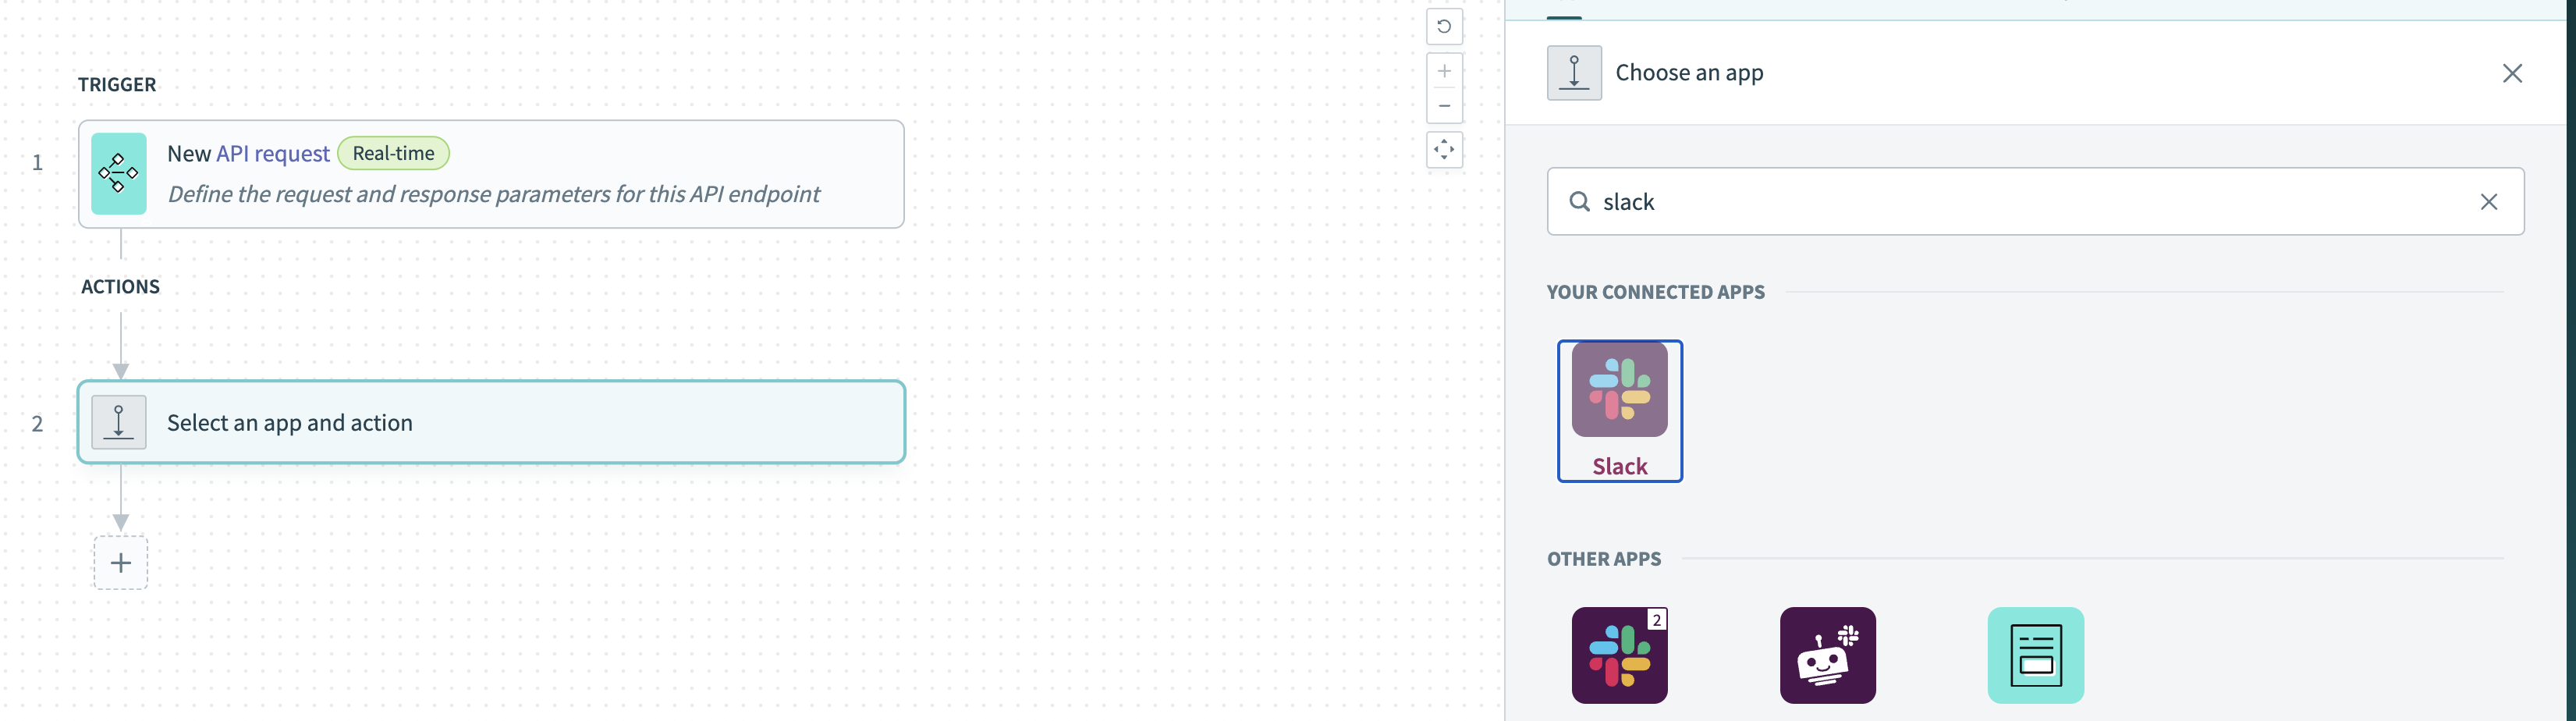 TRIGGER
1
New API request Real-time
Define the request and response parameters for this API endpoint
ACTIONS
2
Select an app and action
Choose an app
slack
YOUR CONNECTED APPS
Slack
OTHER APPS
2